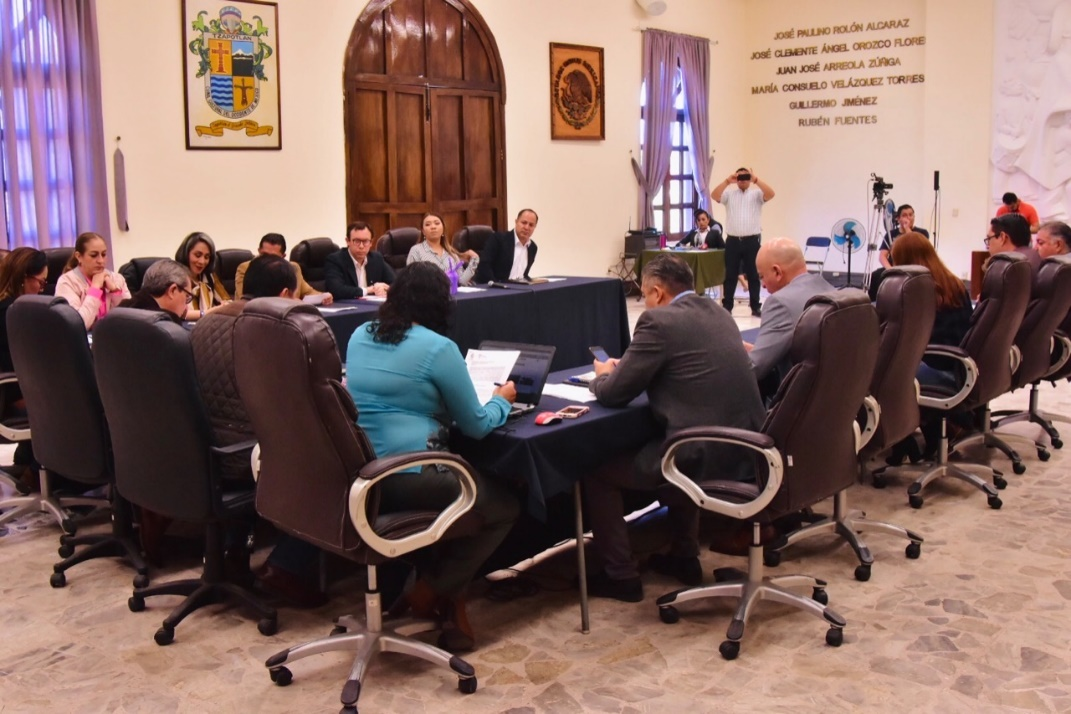 TZAPOTLAN
JOSÉ PAULINO ROLÓN ALCARAZ
JOSÉ CLEMENTE ÁNGEL OROZCO FLORE
JUAN JOSÉ ARREOLA ZÚÑIGA
MARÍA CONSUELO VELÁZQUEZ TORRES
GUILLERMO JIMÉNEZ
RUBÉN FUENTES